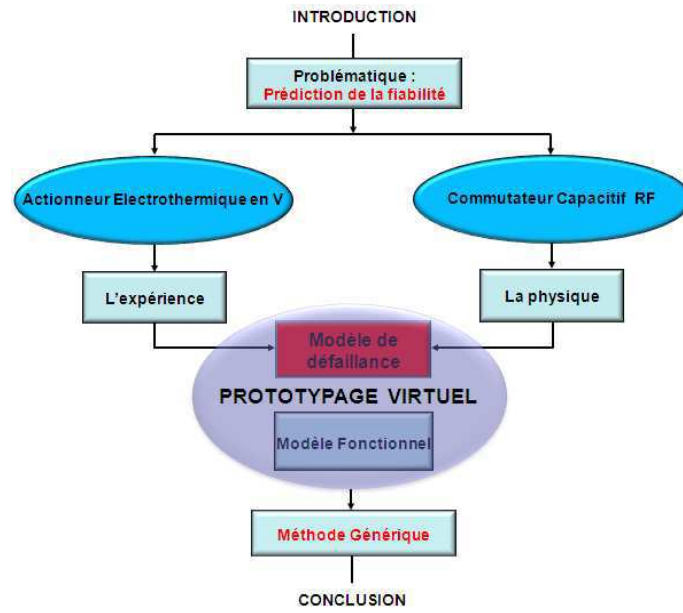 INTRODUCTION
Problématique :
Prédiction de la fiabilité
Actionneur Electrothermique en V
Commutateur Capacitif RF
L'expérience
La physique
Modèle de
défaillance
PROTOTYPAGE VIRTUEL
Modèle Fonctionnel
Méthode Générique
CONCLUSION